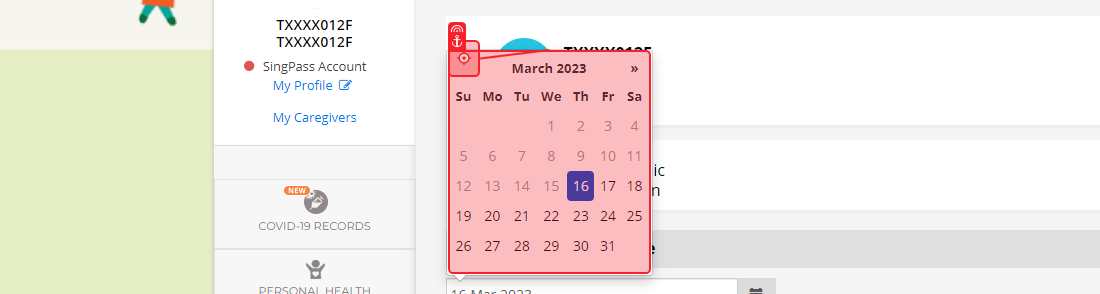 TXXXX012F
TXXXX012F
SingPass Account
My Profile
My Caregivers
NEW
COVID-19 RECORDS
PERSONAL HEALTH
March 2023 »
Su Mo Tu We Th Fr Sa
1 2 3 4
5 6 7 8 9 10 11
12 13 14 15 16 17 18
19 20 21 22 23 24 25
26 27 28 29 30 31
16 Mar 2023